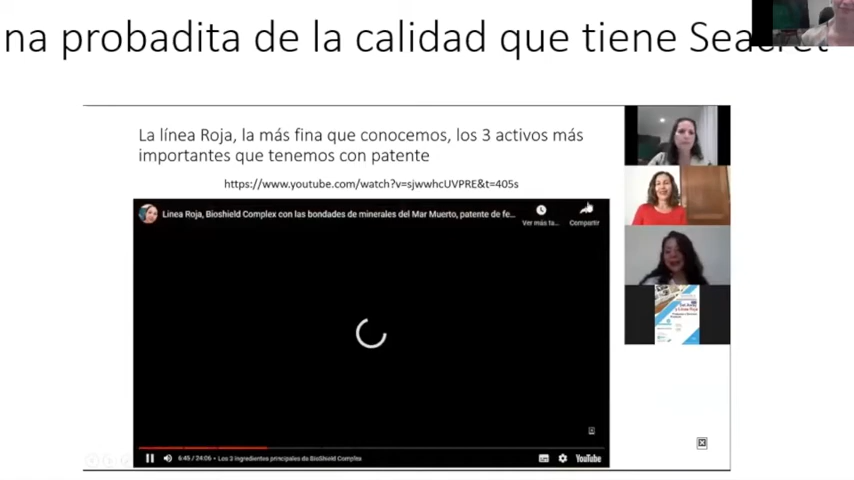 na probadita de la calidad que tiene Seacret
La línea Roja, la más fina que conocemos, los 3 activos más
importantes que tenemos con patente
https://www.youtube.com/watch?v=sjwwhcUVPRE&t=405s
Linea Roja, Bioshield Complex con las bondades de minerales del Mar Muerto, patente de fe...
Ver más ta...
Compartir
6:45 / 24:06 • Los 3 ingredientes principales de BioShield Complex
YouTube